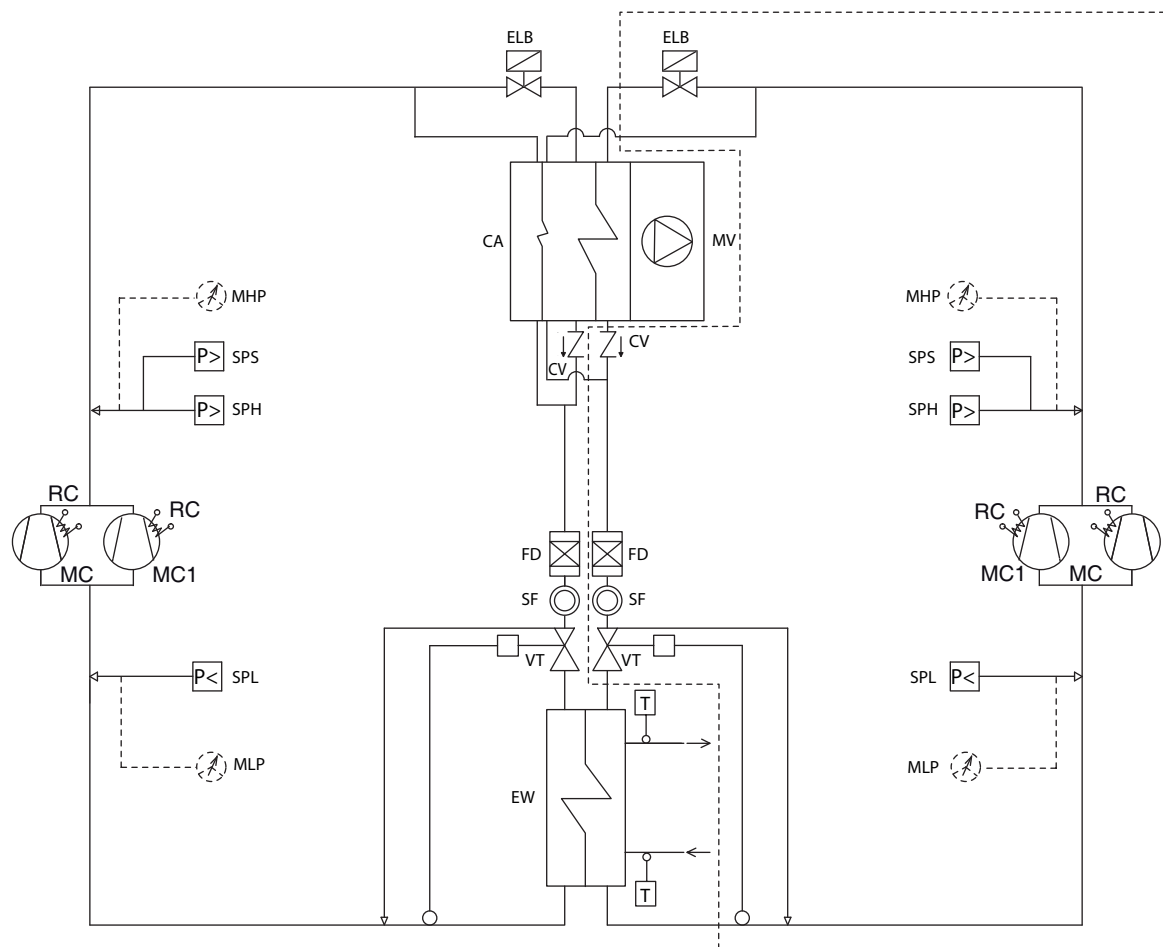 ELB ELB
CA MV
MHP MHP
CV
P> SPS SPS P>
CV
P> SPH SPH P>
RC RC
RC RC
MC MC1 MC1 MC
FD FD
SF SF
VT VT
P< SPL SPL P<
T
MLP MLP
EW
T